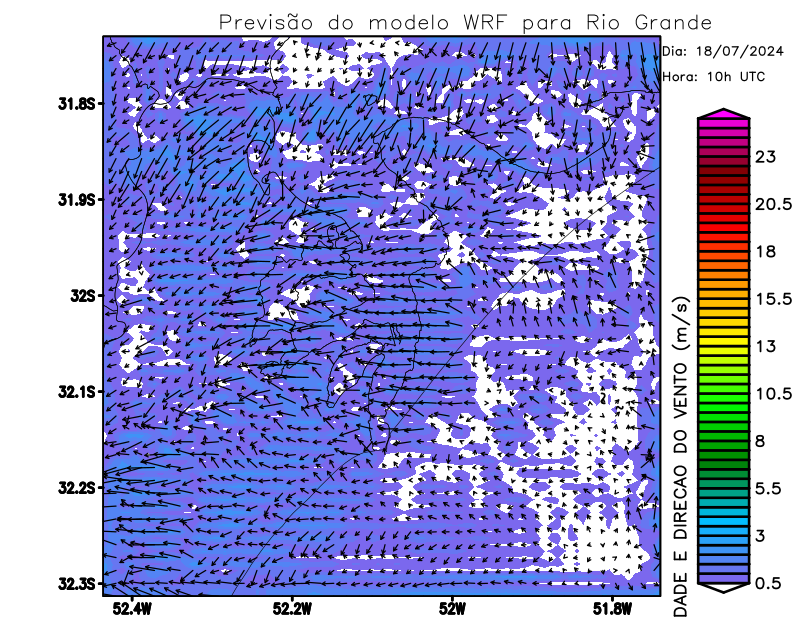 Previsão do modelo WRF para Rio Grande
Dia: 18/07/2024
Hora: 10h UTC
31.8S
31.9S
32S
32.1S
32.2S
32.3S
52.4W
52.2W
52W
51.8W
23
20.5
18
15.5
13
10.5
8
5.5
3
0.5
DADE E DIRECAO DO VENTO (m/s)